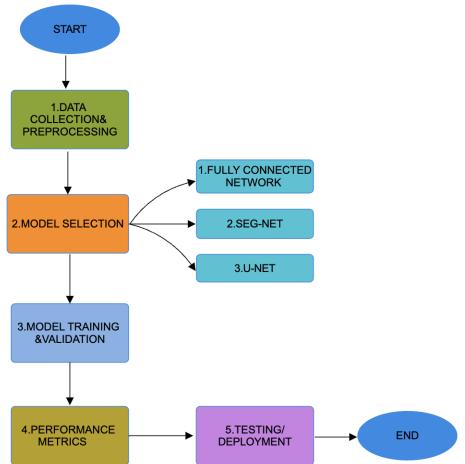 START
1.DATA
COLLECTION&
PREPROCESSING
1.FULLY CONNECTED
NETWORK
2.MODEL SELECTION
2.SEG-NET
3.U-NET
3.MODEL TRAINING
&VALIDATION
4.PERFORMANCE
METRICS
5.TESTING/
DEPLOYMENT
END